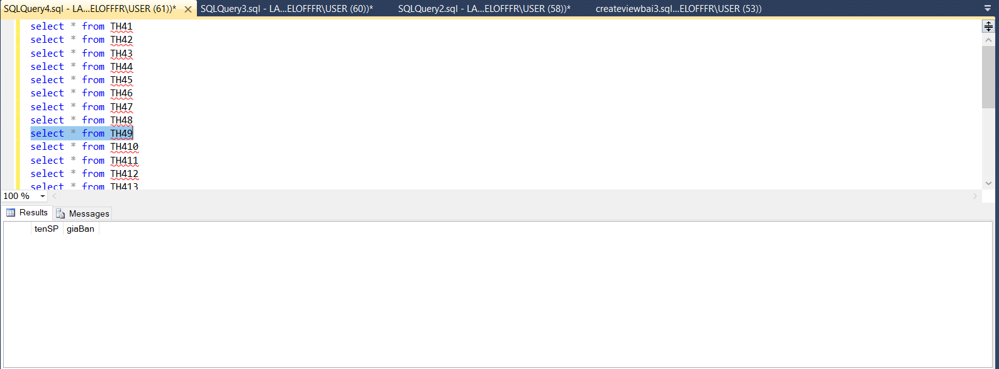 SQLQuery4.sql - LA...ELOFFFR\USER (61))* SQLQuery3.sql - LA...ELOFFFR\USER (60))* SQLQuery2.sql - LA...ELOFFFR\USER (58))* createviewbai3.sql...ELOFFFR\USER (53))
select * from TH41
select * from TH42
select * from TH43
select * from TH44
select * from TH45
select * from TH46
select * from TH47
select * from TH48
select * from TH49
select * from TH410
select * from TH411
select * from TH412
select * from TH413
100 %
Results Messages
tenSP giaBan